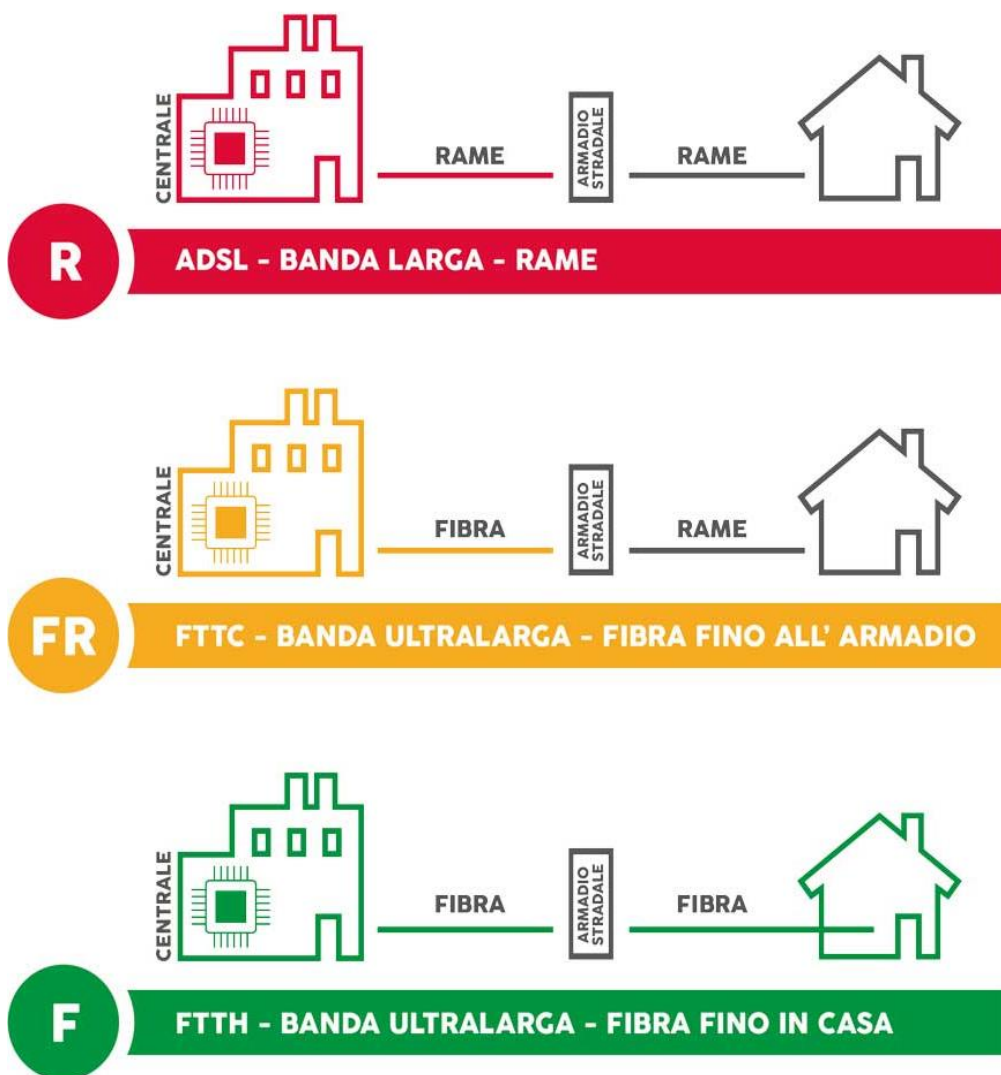 CENTRALE
RAME
ARMADIO
STRADALE
RAME
R
ADSL - BANDA LARGA - RAME
CENTRALE
FIBRA
ARMADIO
STRADALE
RAME
FR
FTTC - BANDA ULTRALARGA - FIBRA FINO ALL' ARMADIO
CENTRALE
FIBRA
ARMADIO
STRADALE
FIBRA
F
FTTH - BANDA ULTRALARGA - FIBRA FINO IN CASA